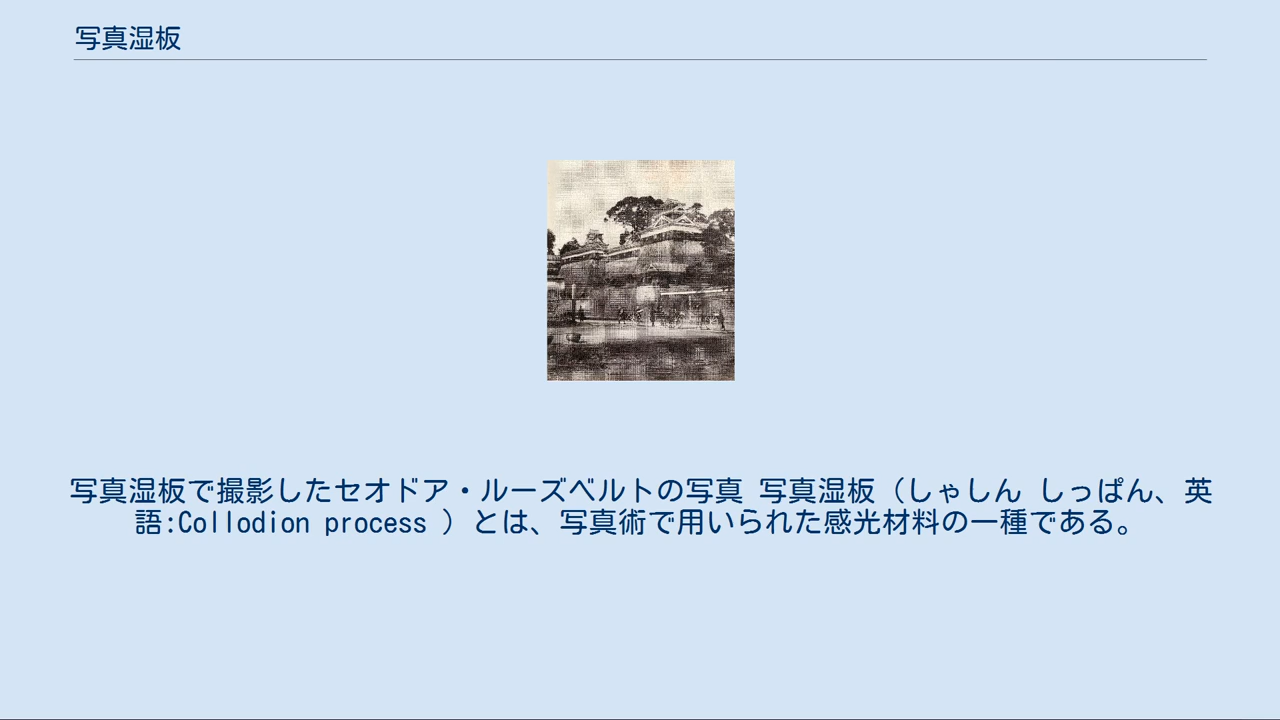 写真湿板
写真湿板で撮影したセオドア・ルーズベルトの写真 写真湿板（しゃしん しっぱん、英
語:Collodion process ）とは、写真術で用いられた感光材料の一種である。